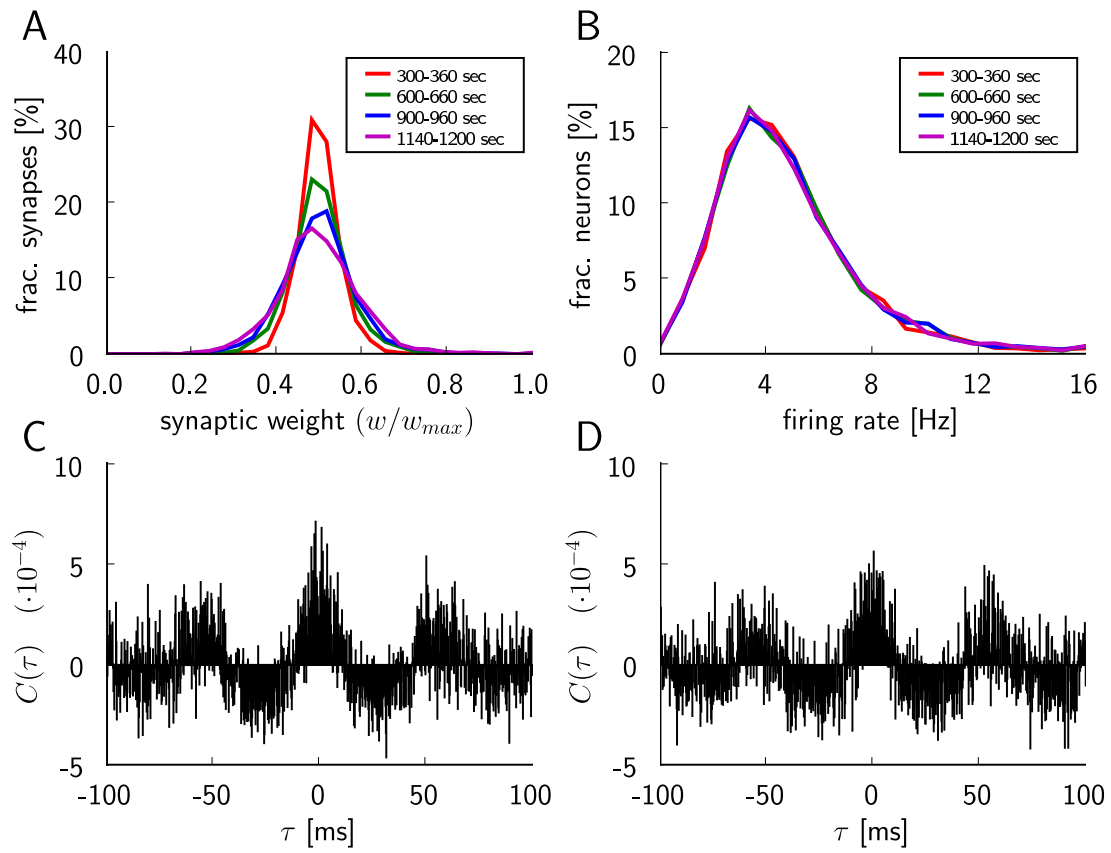 A
40
30
20
10
0
frac. synapses [%]
300-360 sec
600-660 sec
900-960 sec
1140-1200 sec
0.0 0.2 0.4 0.6 0.8 1.0
synaptic weight (w/w_max)
B
20
15
10
5
0
frac. neurons [%]
300-360 sec
600-660 sec
900-960 sec
1140-1200 sec
0 4 8 12 16
firing rate [Hz]
C
10
5
0
-5
C(τ) (·10⁻⁴)
-100 -50 0 50 100
τ [ms]
D
10
5
0
-5
C(τ) (·10⁻⁴)
-100 -50 0 50 100
τ [ms]